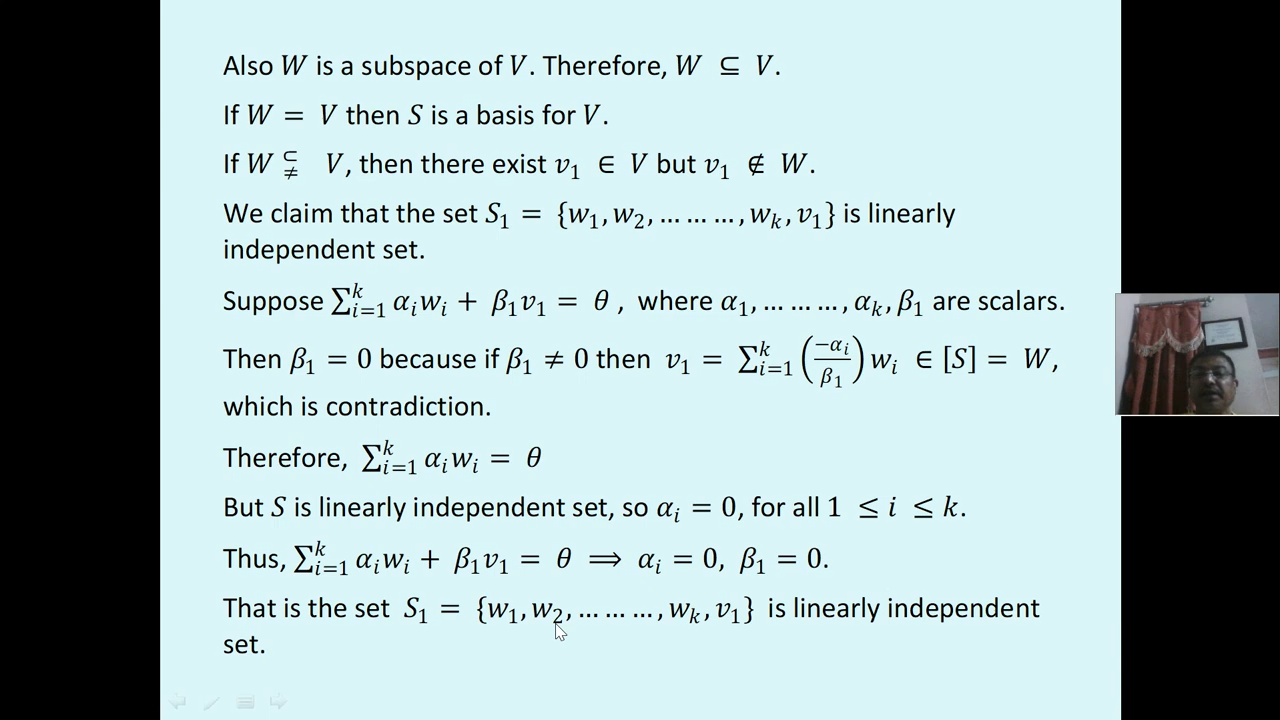 Also W is a subspace of V. Therefore, W ⊆ V.
If W = V then S is a basis for V.
If W ⊊ V, then there exist v₁ ∈ V but v₁ ∉ W.
We claim that the set S₁ = {w₁, w₂, … … …, wₖ, v₁} is linearly
independent set.
Suppose ∑ᵢ₌₁ᵏ αᵢwᵢ + β₁v₁ = θ , where α₁, … … …, αₖ, β₁ are scalars.
Then β₁ = 0 because if β₁ ≠ 0 then v₁ = ∑ᵢ₌₁ᵏ (−αᵢ/β₁) wᵢ ∈ [S] = W,
which is contradiction.
Therefore, ∑ᵢ₌₁ᵏ αᵢwᵢ = θ
But S is linearly independent set, so αᵢ = 0, for all 1 ≤ i ≤ k.
Thus, ∑ᵢ₌₁ᵏ αᵢwᵢ + β₁v₁ = θ ⟹ αᵢ = 0, β₁ = 0.
That is the set S₁ = {w₁, w₂, … … …, wₖ, v₁} is linearly independent
set.